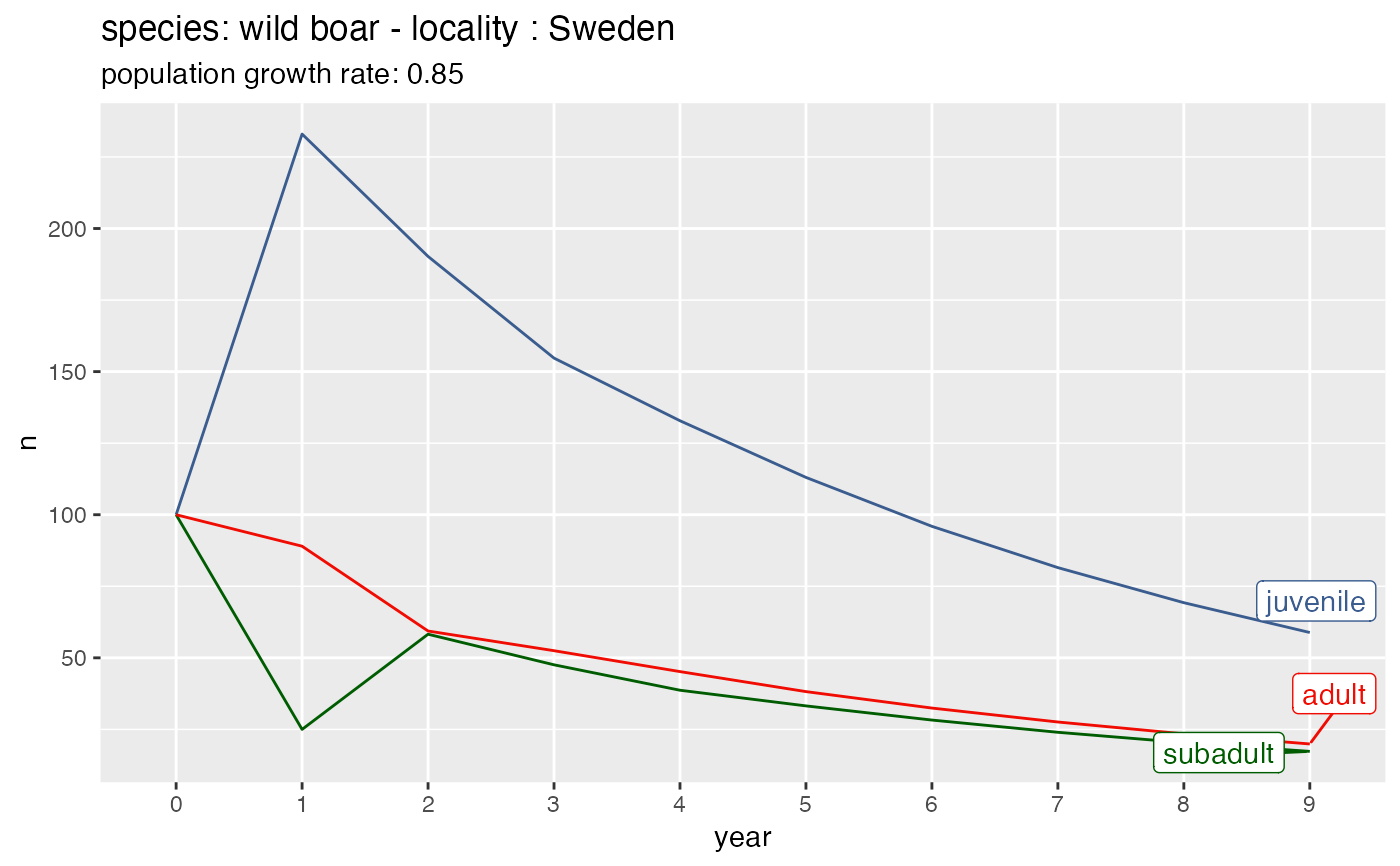 species: wild boar - locality : Sweden
population growth rate: 0.85
n
200
150
100
50
juvenile
adult
subadult
0 1 2 3 4 5 6 7 8 9
year